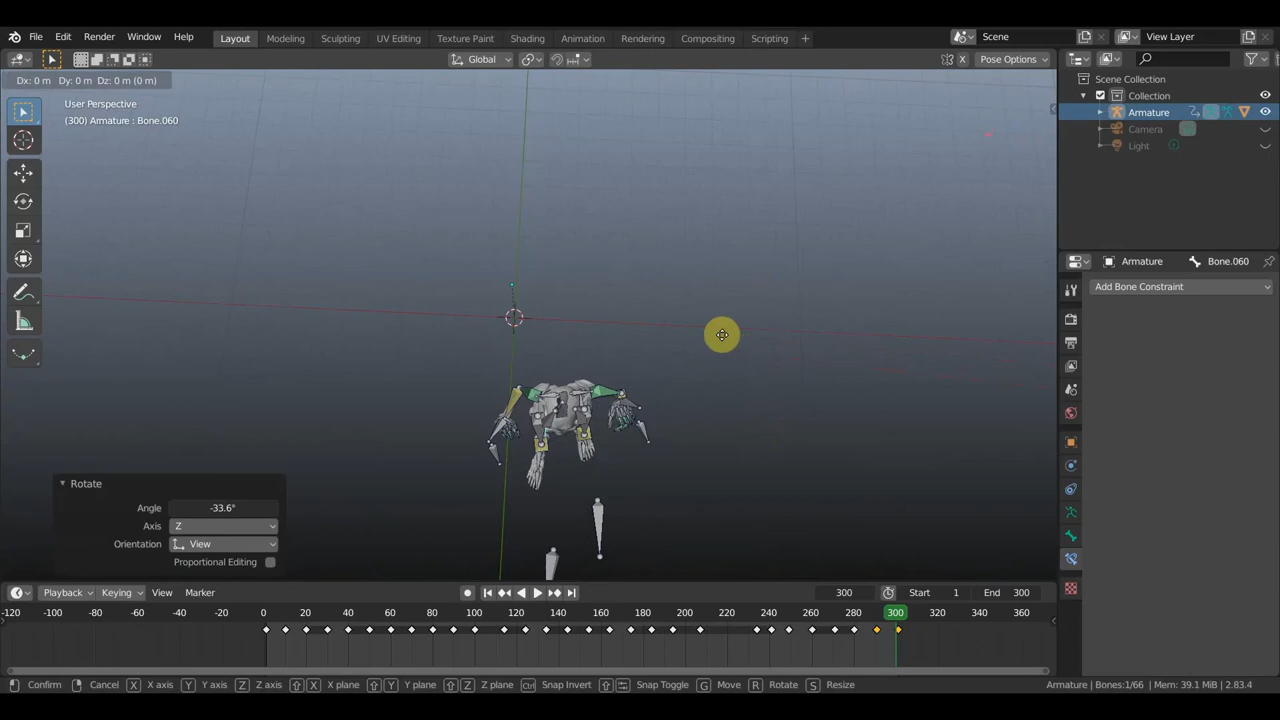 File Edit Render Window Help Layout Modeling Sculpting UV Editing Texture Paint Shading Animation Rendering Compositing Scripting + Scene View Layer
Global X Pose Options
Dx: 0 m Dy: 0 m Dz: 0 m (0 m)
User Perspective
(300) Armature : Bone.060
Scene Collection
Collection
Armature
Camera
Light
Armature Bone.060
Add Bone Constraint
Rotate
Angle -33.6°
Axis Z
Orientation View
Proportional Editing
Playback Keying View Marker 300 Start 1 End 300
-120 -100 -80 -60 -40 -20 0 20 40 60 80 100 120 140 160 180 200 220 240 260 280 300 320 340 360
Confirm Cancel X X axis Y Y axis Z Z axis X X plane Y Y plane Z Z plane Ctrl Snap Invert Snap Toggle G Move R Rotate S Resize Armature | Bones:1/66 | Mem: 39.1 MiB | 2.83.4